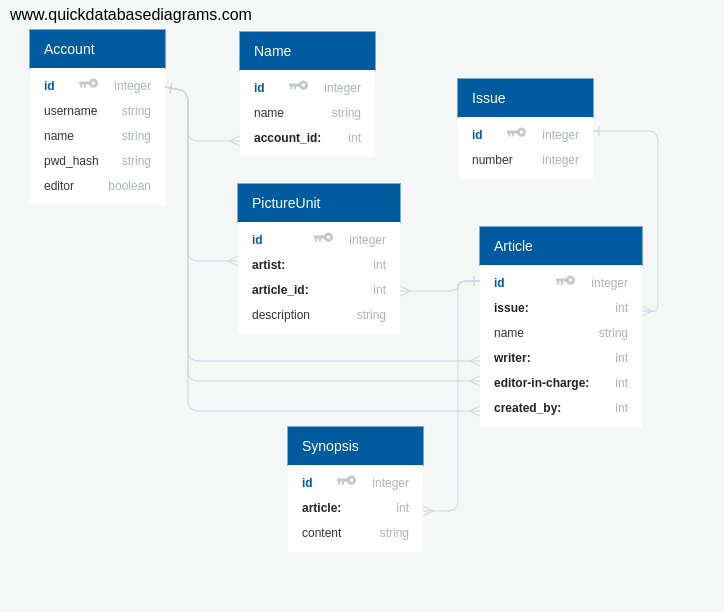 www.quickdatabasediagrams.com
Account
id integer
username string
name string
pwd_hash string
editor boolean
Name
id integer
name string
account_id: int
Issue
id integer
number integer
PictureUnit
id integer
artist: int
article_id: int
description string
Article
id integer
issue: int
name string
writer: int
editor-in-charge: int
created_by: int
Synopsis
id integer
article: int
content string